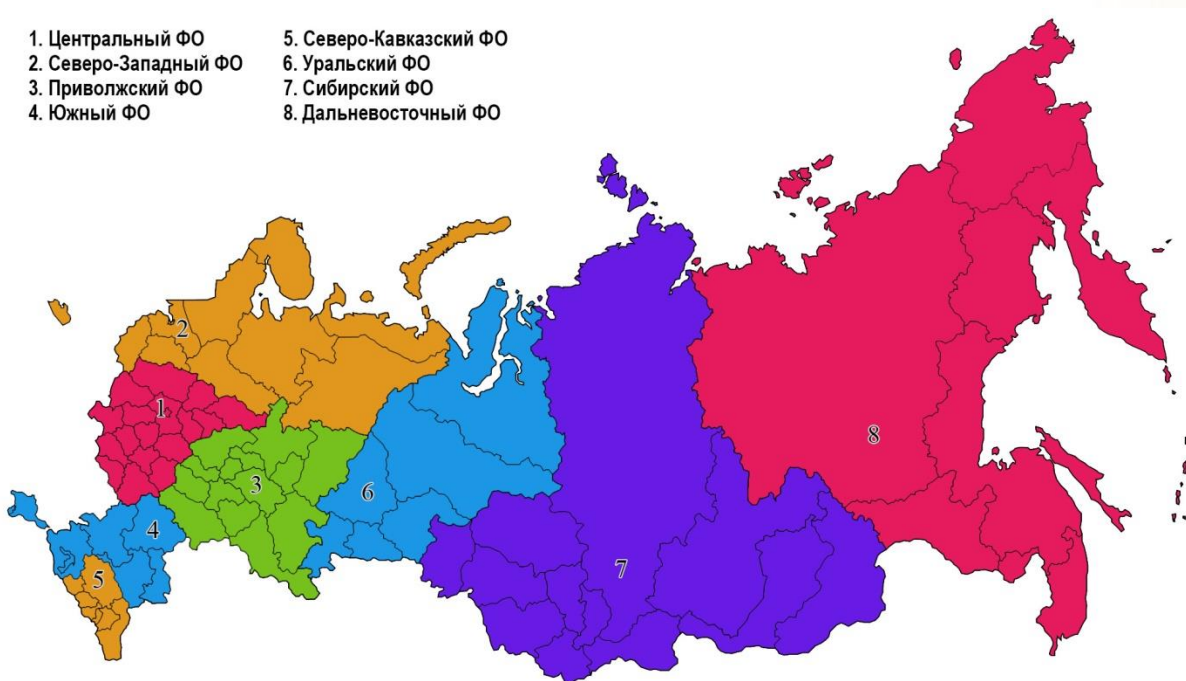 1. Центральный ФО
2. Северо-Западный ФО
3. Приволжский ФО
4. Южный ФО
5. Северо-Кавказский ФО
6. Уральский ФО
7. Сибирский ФО
8. Дальневосточный ФО
2
1
8
3
6
4
7
5